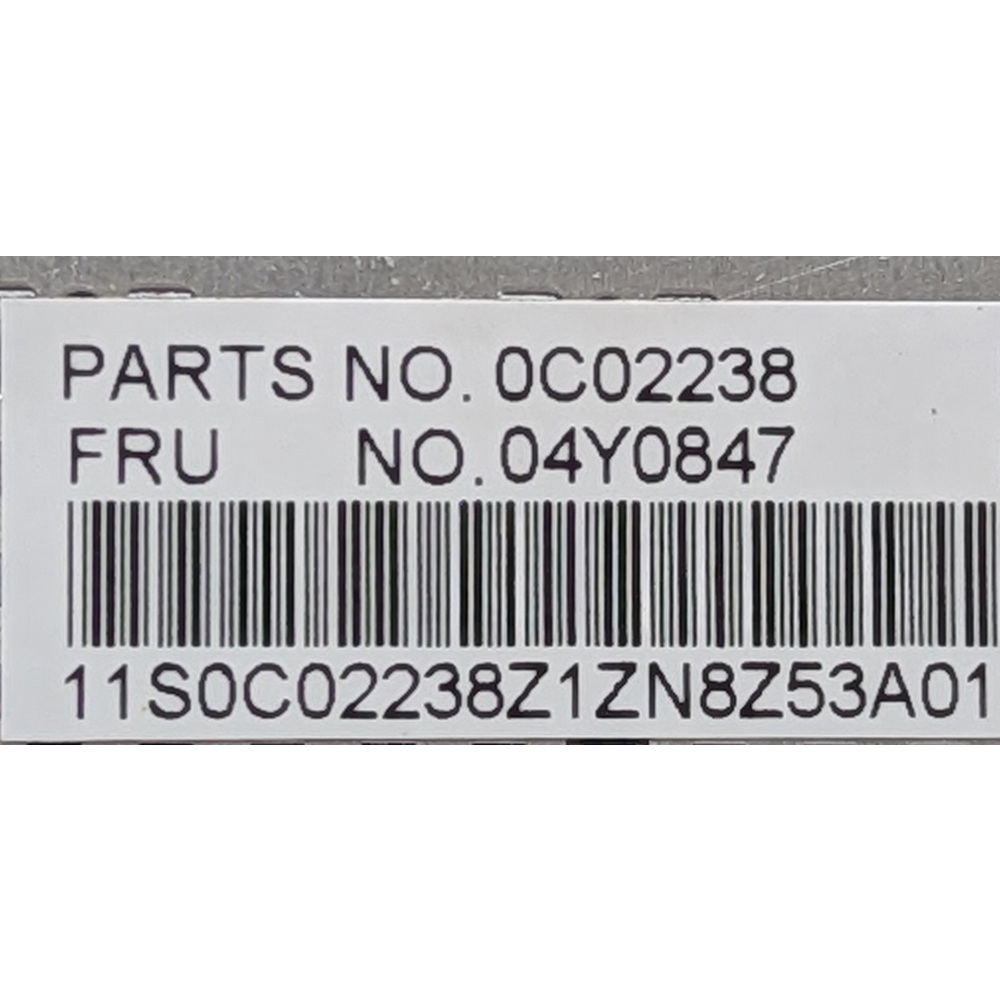 PARTS NO. 0C02238
FRU NO. 04Y0847
11S0C02238Z1ZN8Z53A01